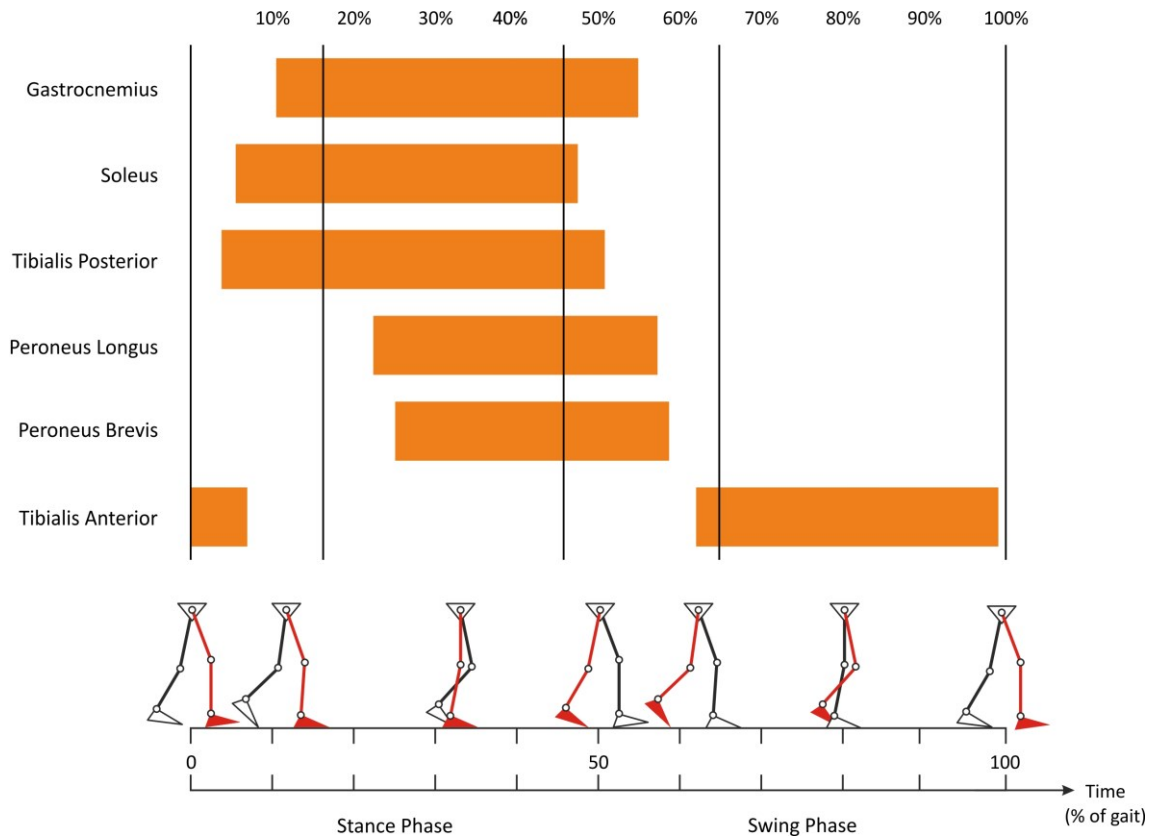 10% 20% 30% 40% 50% 60% 70% 80% 90% 100%
Gastrocnemius
Soleus
Tibialis Posterior
Peroneus Longus
Peroneus Brevis
Tibialis Anterior
0 50 100
Time
(% of gait)
Stance Phase Swing Phase